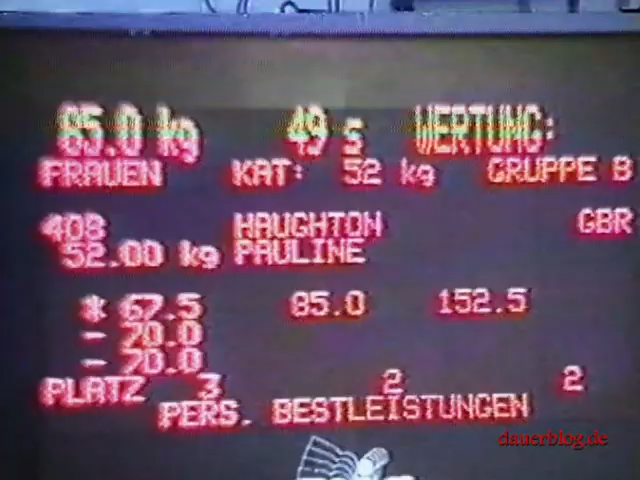 65.0 kg 49 s WERTUNG:
FRAUEN KAT: 52 kg GRUPPE B
408 HAUGHTON GBR
52.00 kg PAULINE
* 67.5 85.0 152.5
- 70.0
- 70.0
PLATZ 3 2 2
PERS. BESTLEISTUNGEN
dauerblog.de